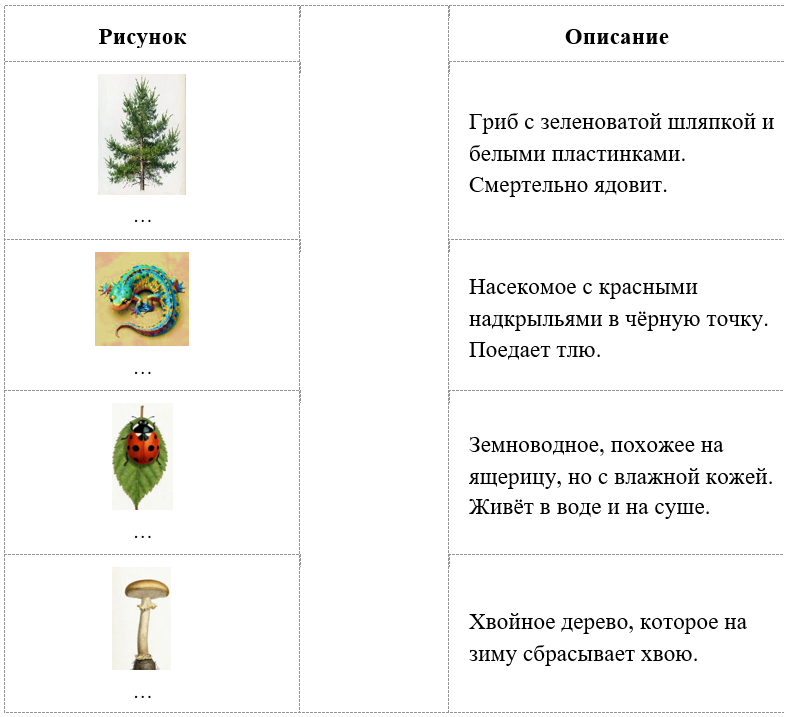 Рисунок
Описание
…
Гриб с зеленоватой шляпкой и
белыми пластинками.
Смертельно ядовит.
…
Насекомое с красными
надкрыльями в чёрную точку.
Поедает тлю.
…
Земноводное, похожее на
ящерицу, но с влажной кожей.
Живёт в воде и на суше.
…
Хвойное дерево, которое на
зиму сбрасывает хвою.